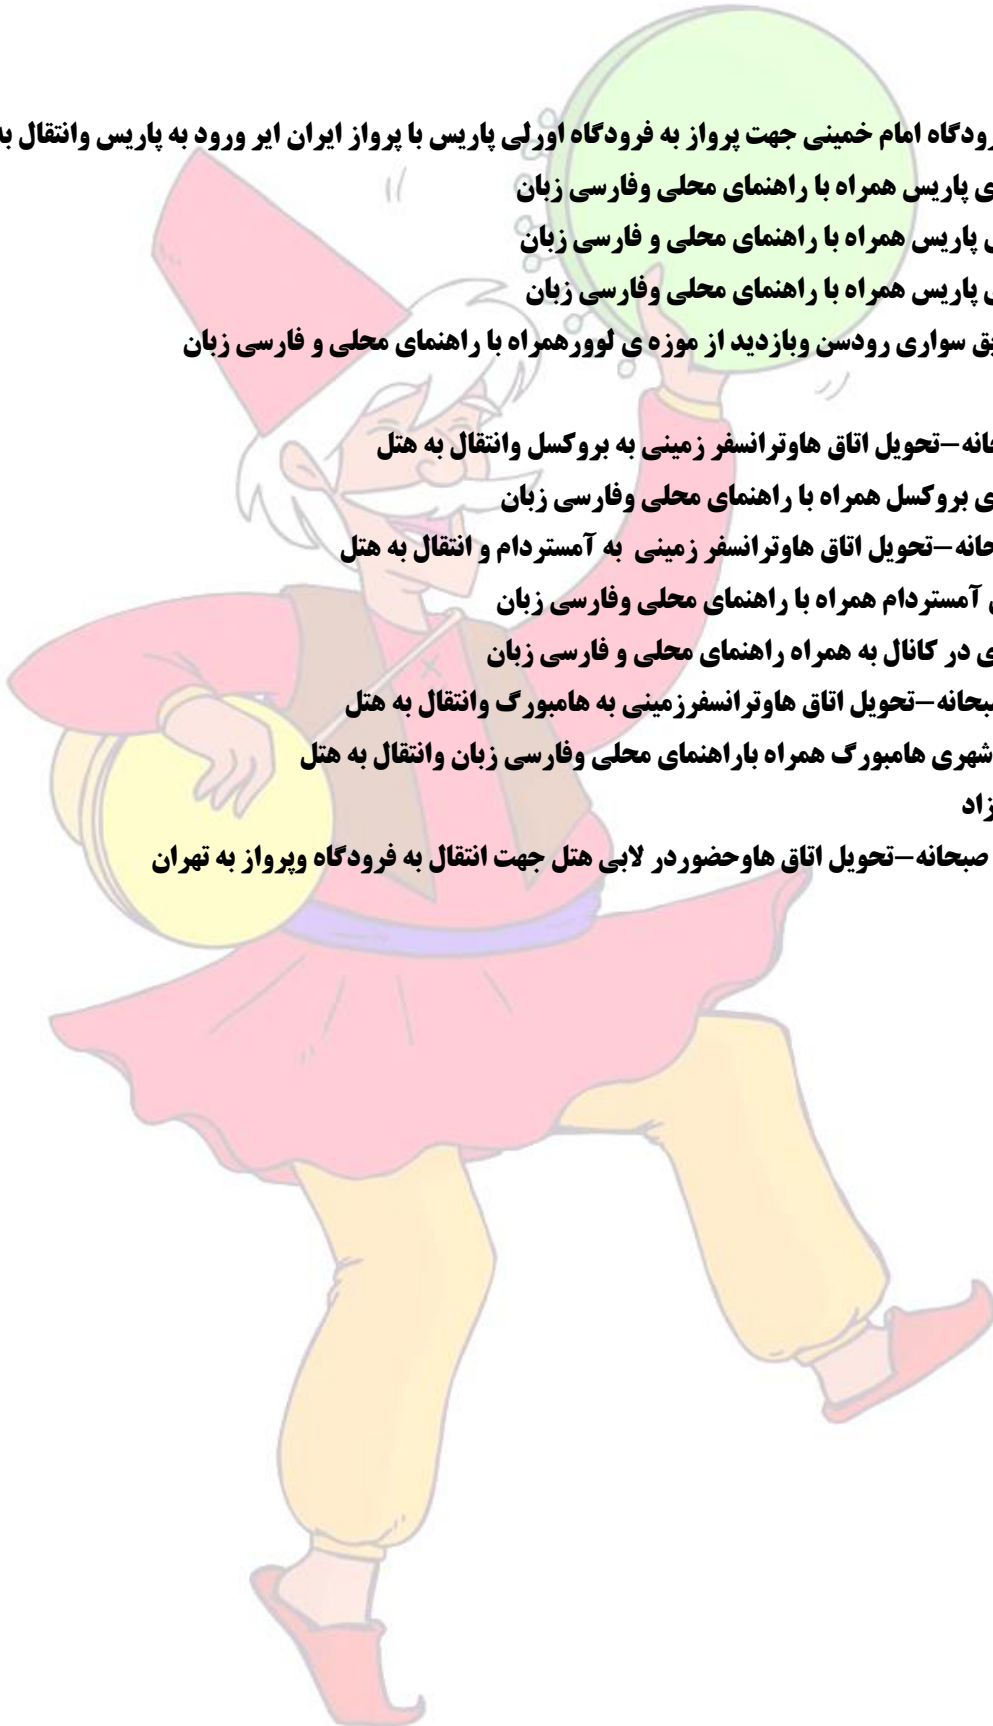 رودگاه امام خمینی جهت پرواز به فرودگاه اورلی پاریس با پرواز ایران ایر ورود به پاریس وانتقال به
ی پاریس همراه با راهنمای محلی وفارسی زبان
ی پاریس همراه با راهنمای محلی و فارسی زبان
ی پاریس همراه با راهنمای محلی وفارسی زبان
یق سواری رودسن وبازدید از موزه ی لوورهمراه با راهنمای محلی و فارسی زبان
حانه-تحویل اتاق هاوترانسفر زمینی به بروکسل وانتقال به هتل
ی بروکسل همراه با راهنمای محلی وفارسی زبان
حانه-تحویل اتاق هاوترانسفر زمینی به آمستردام و انتقال به هتل
ی آمستردام همراه با راهنمای محلی وفارسی زبان
ی در کانال به همراه راهنمای محلی و فارسی زبان
بحانه-تحویل اتاق هاوترانسفرزمینی به هامبورگ وانتقال به هتل
شهری هامبورگ همراه باراهنمای محلی وفارسی زبان وانتقال به هتل
زاد
صبحانه-تحویل اتاق هاوحضوردر لابی هتل جهت انتقال به فرودگاه وپرواز به تهران